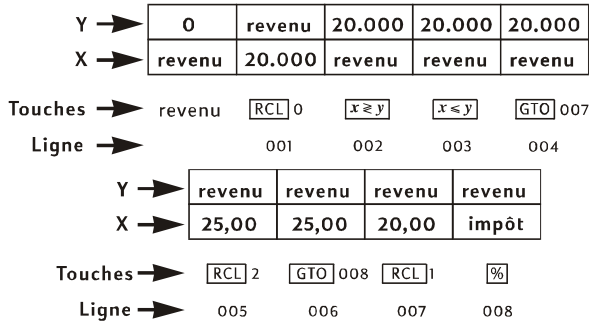 Y 0 revenu 20.000 20.000 20.000
X revenu 20.000 revenu revenu revenu
Touches revenu RCL 0 x≷y x≤y GTO 007
Ligne 001 002 003 004
Y revenu revenu revenu revenu
X 25,00 25,00 20,00 impôt
Touches RCL 2 GTO 008 RCL 1 %
Ligne 005 006 007 008